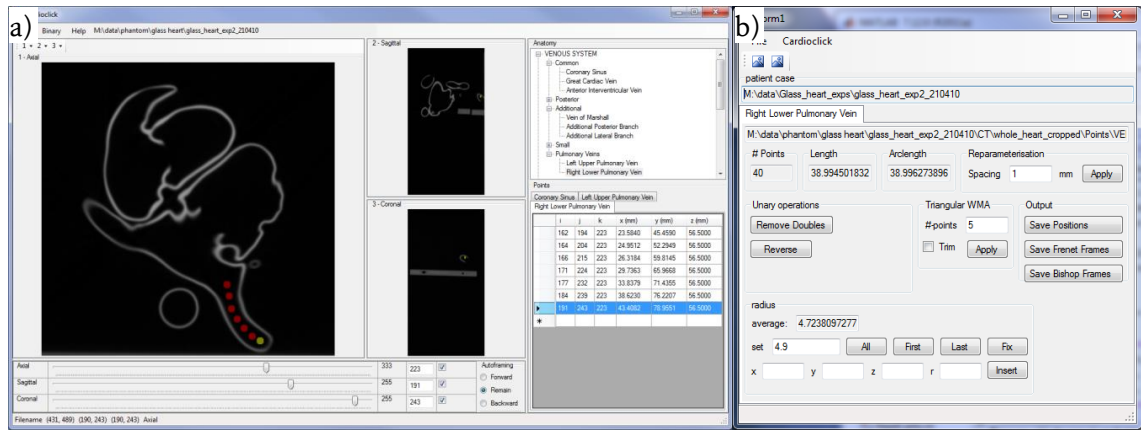 a)
Cardioclick
Binary Help M:\data\phantom\glass heart\glass_heart_exp2_210410
1 2 3
1 - Axial
2 - Sagittal
3 - Coronal
Anatomy
VENOUS SYSTEM
Common
Coronary Sinus
Great Cardiac Vein
Anterior Interventricular Vein
Posterior
Additional
Vein of Marshall
Additional Posterior Branch
Additional Lateral Branch
Small
Pulmonary Veins
Left Upper Pulmonary Vein
Right Lower Pulmonary Vein
Points
Coronary Sinus Left Upper Pulmonary Vein
Right Lower Pulmonary Vein
i j k x (mm) y (mm) z (mm)
162 194 223 23.5840 45.4590 56.5000
164 204 223 24.9512 52.2949 56.5000
166 215 223 26.3184 59.8145 56.5000
171 224 223 29.7363 65.9668 56.5000
177 232 223 33.8379 71.4355 56.5000
184 239 223 38.6230 76.2207 56.5000
191 243 223 43.4082 78.9551 56.5000
Axial 333 223
Sagittal 255 191
Coronal 255 243
Autoframing
Forward
Remain
Backward
Filename (431, 489) (190, 243) (190, 243) Axial
b)
orm1
File Cardioclick
patient case
M:\data\Glass_heart_exps\glass_heart_exp2_210410
Right Lower Pulmonary Vein
M:\data\phantom\glass heart\glass_heart_exp2_210410\CT\whole_heart_cropped\Points\VE
# Points Length Arclength Reparameterisation
40 38.994501832 38.996273896 Spacing 1 mm Apply
Unary operations Triangular WMA Output
Remove Doubles #-points 5 Save Positions
Reverse Trim Apply Save Frenet Frames
Save Bishop Frames
radius
average: 4.7238097277
set 4.9 All First Last Fix
x y z r Insert